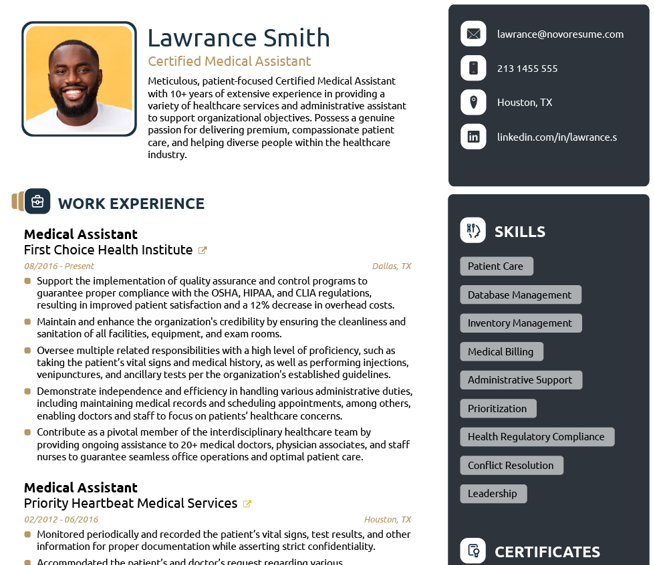 Lawrance Smith
Certified Medical Assistant
Meticulous, patient-focused Certified Medical Assistant
with 10+ years of extensive experience in providing a
variety of healthcare services and administrative assistant
to support organizational objectives. Possess a genuine
passion for delivering premium, compassionate patient
care, and helping diverse people within the healthcare
industry.
lawrance@novoresume.com
213 1455 555
Houston, TX
linkedin.com/in/lawrance.s
WORK EXPERIENCE
Medical Assistant
First Choice Health Institute
08/2016 - Present
Dallas, TX
Support the implementation of quality assurance and control programs to
guarantee proper compliance with the OSHA, HIPAA, and CLIA regulations,
resulting in improved patient satisfaction and a 12% decrease in overhead costs.
Maintain and enhance the organization's credibility by ensuring the cleanliness and
sanitation of all facilities, equipment, and exam rooms.
Oversee multiple related responsibilities with a high level of proficiency, such as
taking the patient's vital signs and medical history, as well as performing injections,
venipunctures, and ancillary tests per the organization's established guidelines.
Demonstrate independence and efficiency in handling various administrative duties,
including maintaining medical records and scheduling appointments, among others,
enabling doctors and staff to focus on patients' healthcare concerns.
Contribute as a pivotal member of the interdisciplinary healthcare team by
providing ongoing assistance to 20+ medical doctors, physician associates, and staff
nurses to guarantee seamless office operations and optimal patient care.
Medical Assistant
Priority Heartbeat Medical Services
02/2012 - 06/2016
Houston, TX
Monitored periodically and recorded the patient's vital signs, test results, and other
information for proper documentation while asserting strict confidentiality.
Accommodated the patient's and doctor's request regarding various
SKILLS
Patient Care
Database Management
Inventory Management
Medical Billing
Administrative Support
Prioritization
Health Regulatory Compliance
Conflict Resolution
Leadership
CERTIFICATES